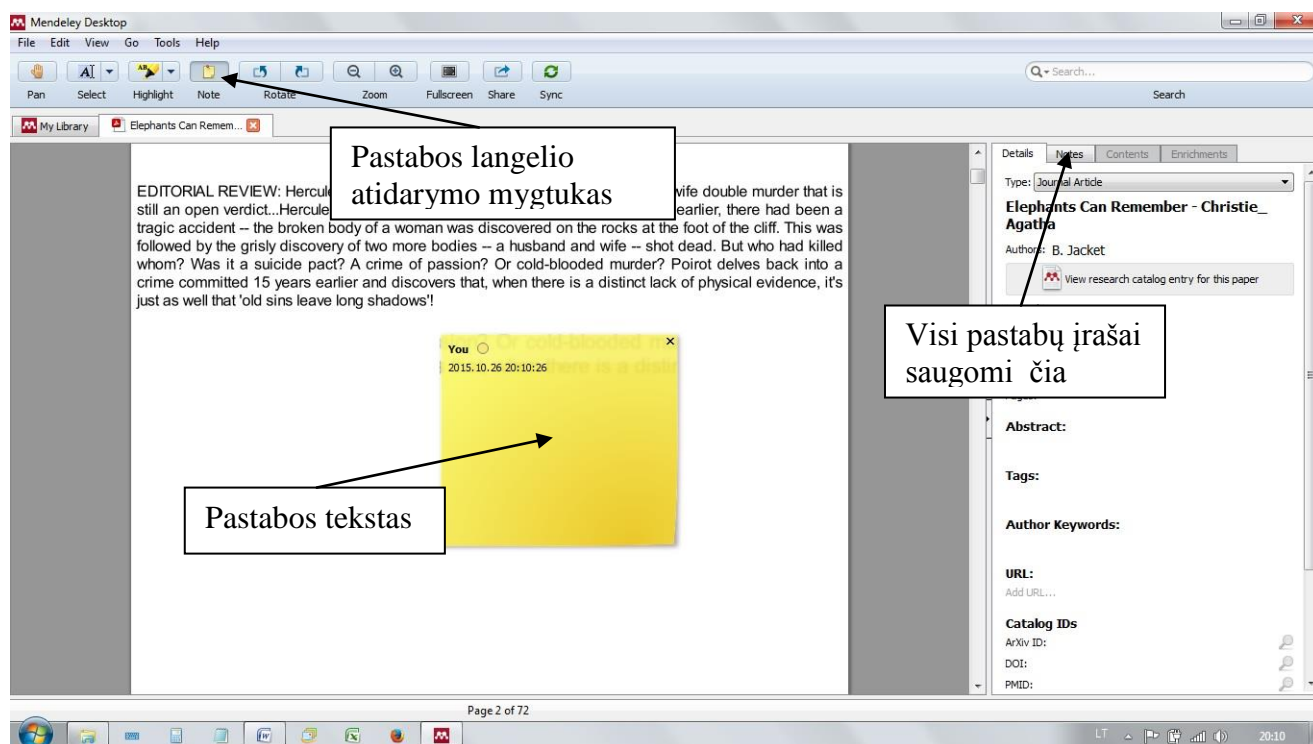 Mendeley Desktop
File Edit View Go Tools Help
Pan Select Highlight Note Rotate Zoom Fullscreen Share Sync
Search...
Search
My Library Elephants Can Remem...
Details Notes Contents Enrichments
Pastabos langelio
atidarymo mygtukas
EDITORIAL REVIEW: wife double murder that is
still an open verdict...Hercule earlier, there had been a
tragic accident -- the broken body of a woman was discovered on the rocks at the foot of the cliff. This was
followed by the grisly discovery of two more bodies -- a husband and wife -- shot dead. But who had killed
whom? Was it a suicide pact? A crime of passion? Or cold-blooded murder? Poirot delves back into a
crime committed 15 years earlier and discovers that, when there is a distinct lack of physical evidence, it's
just as well that 'old sins leave long shadows'!
You
2015.10.26 20:10:26
Pastabos tekstas
Type: Journal Article
Elephants Can Remember - Christie_
Agatha
Authors: B. Jacket
View research catalog entry for this paper
Visi pastabų įrašai
saugomi čia
Abstract:
Tags:
Author Keywords:
URL:
Add URL...
Catalog IDs
ArXiv ID:
DOI:
PMID:
Page 2 of 72
LT 20:10